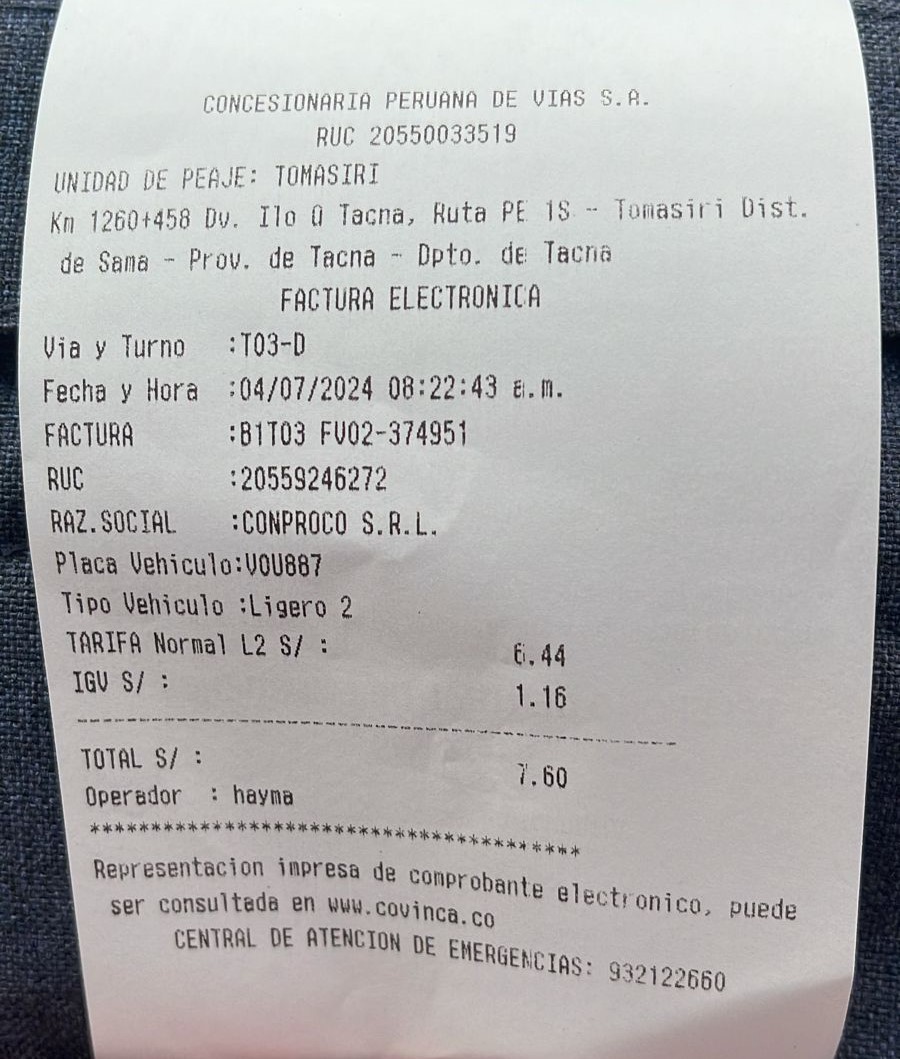 CONCESIONARIA PERUANA DE VIAS S.A.
RUC 20550033519
UNIDAD DE PEAJE: TOMASIRI
Km 1260+458 Dv. Ilo Q Tacna, Ruta PE 1S - Tomasiri Dist.
de Sama - Prov. de Tacna - Dpto. de Tacna
FACTURA ELECTRONICA
Via y Turno :T03-D
Fecha y Hora :04/07/2024 08:22:43 a.m.
FACTURA :B1T03 FV02-374951
RUC :20559246272
RAZ.SOCIAL :CONPROCO S.R.L.
Placa Vehiculo:V0U887
Tipo Vehiculo :Ligero 2
TARIFA Normal L2 S/ : 6.44
IGV S/ : 1.16
----------------------------------------
TOTAL S/ : 7.60
Operador : hayma
****************************************
Representacion impresa de comprobante electronico, puede
ser consultada en www.covinca.co
CENTRAL DE ATENCION DE EMERGENCIAS: 932122660